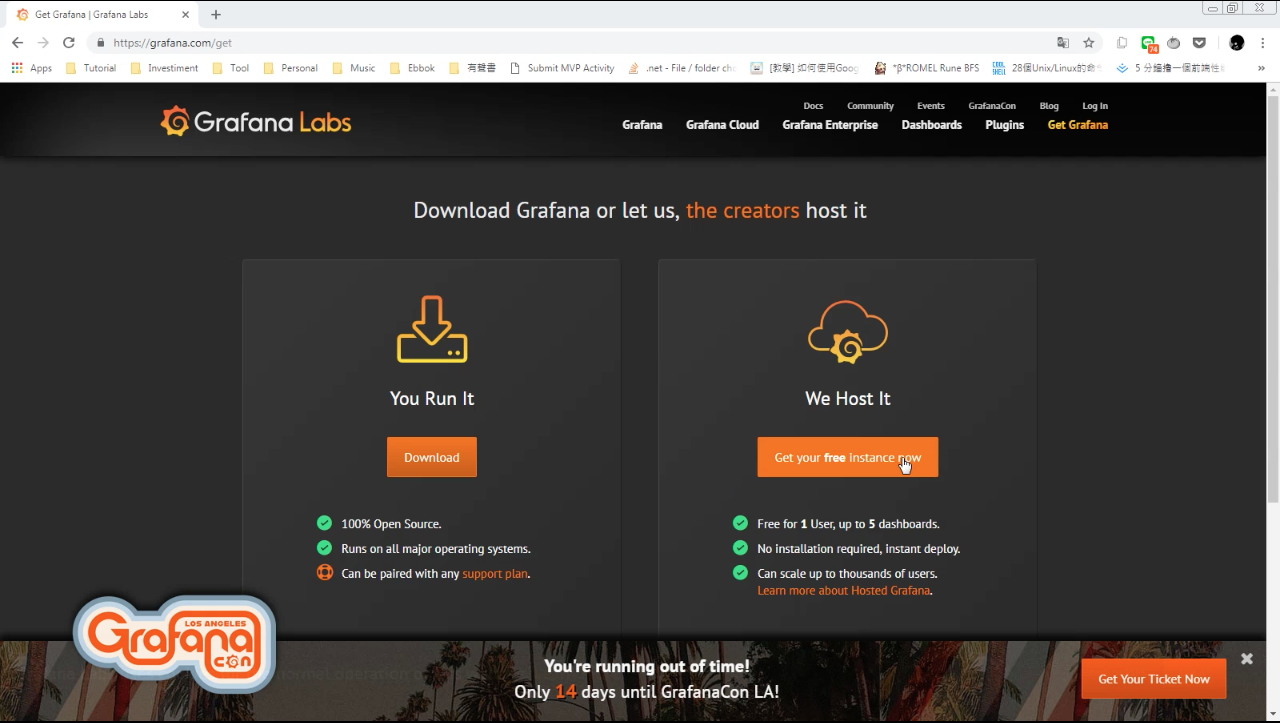 Get Grafana | Grafana Labs
https://grafana.com/get
74
Apps Tutorial Investiment Tool Personal Music Ebbok 有聲書 Submit MVP Activity .net - File / folder cho [教學] 如何使用Goog *β*ROMEL Rune BFS 28個Unix/Linux的命 5 分鐘擼一個前端性 »
Docs Community Events GrafanaCon Blog Log In
Grafana Labs
Grafana Grafana Cloud Grafana Enterprise Dashboards Plugins Get Grafana
Download Grafana or let us, the creators host it
You Run It
Download
100% Open Source.
Runs on all major operating systems.
Can be paired with any support plan.
We Host It
Get your free instance now
Free for 1 User, up to 5 dashboards.
No installation required, instant deploy.
Can scale up to thousands of users.
Learn more about Hosted Grafana.
LOS ANGELES
Grafana
con
You're running out of time!
Only 14 days until GrafanaCon LA!
Get Your Ticket Now